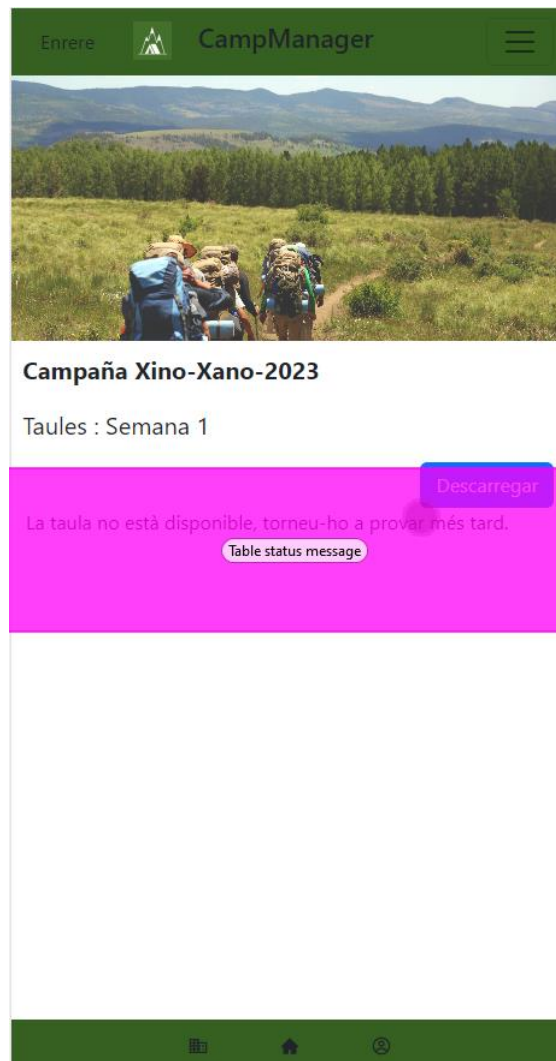 Enrere
CampManager
Campaña Xino-Xano-2023
Taules : Semana 1
Descarregar
La taula no està disponible, torneu-ho a provar més tard.
Table status message